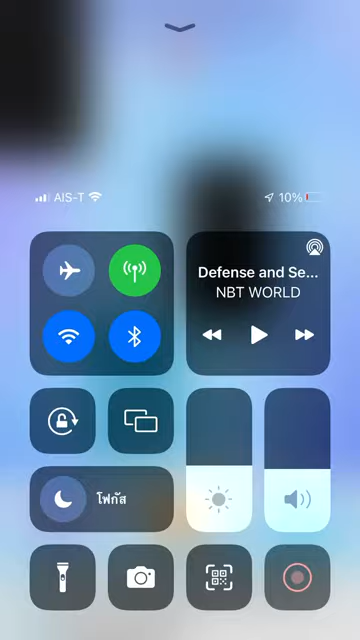 AIS-T
10%
Defense and Se...
NBT WORLD
โฟกัส